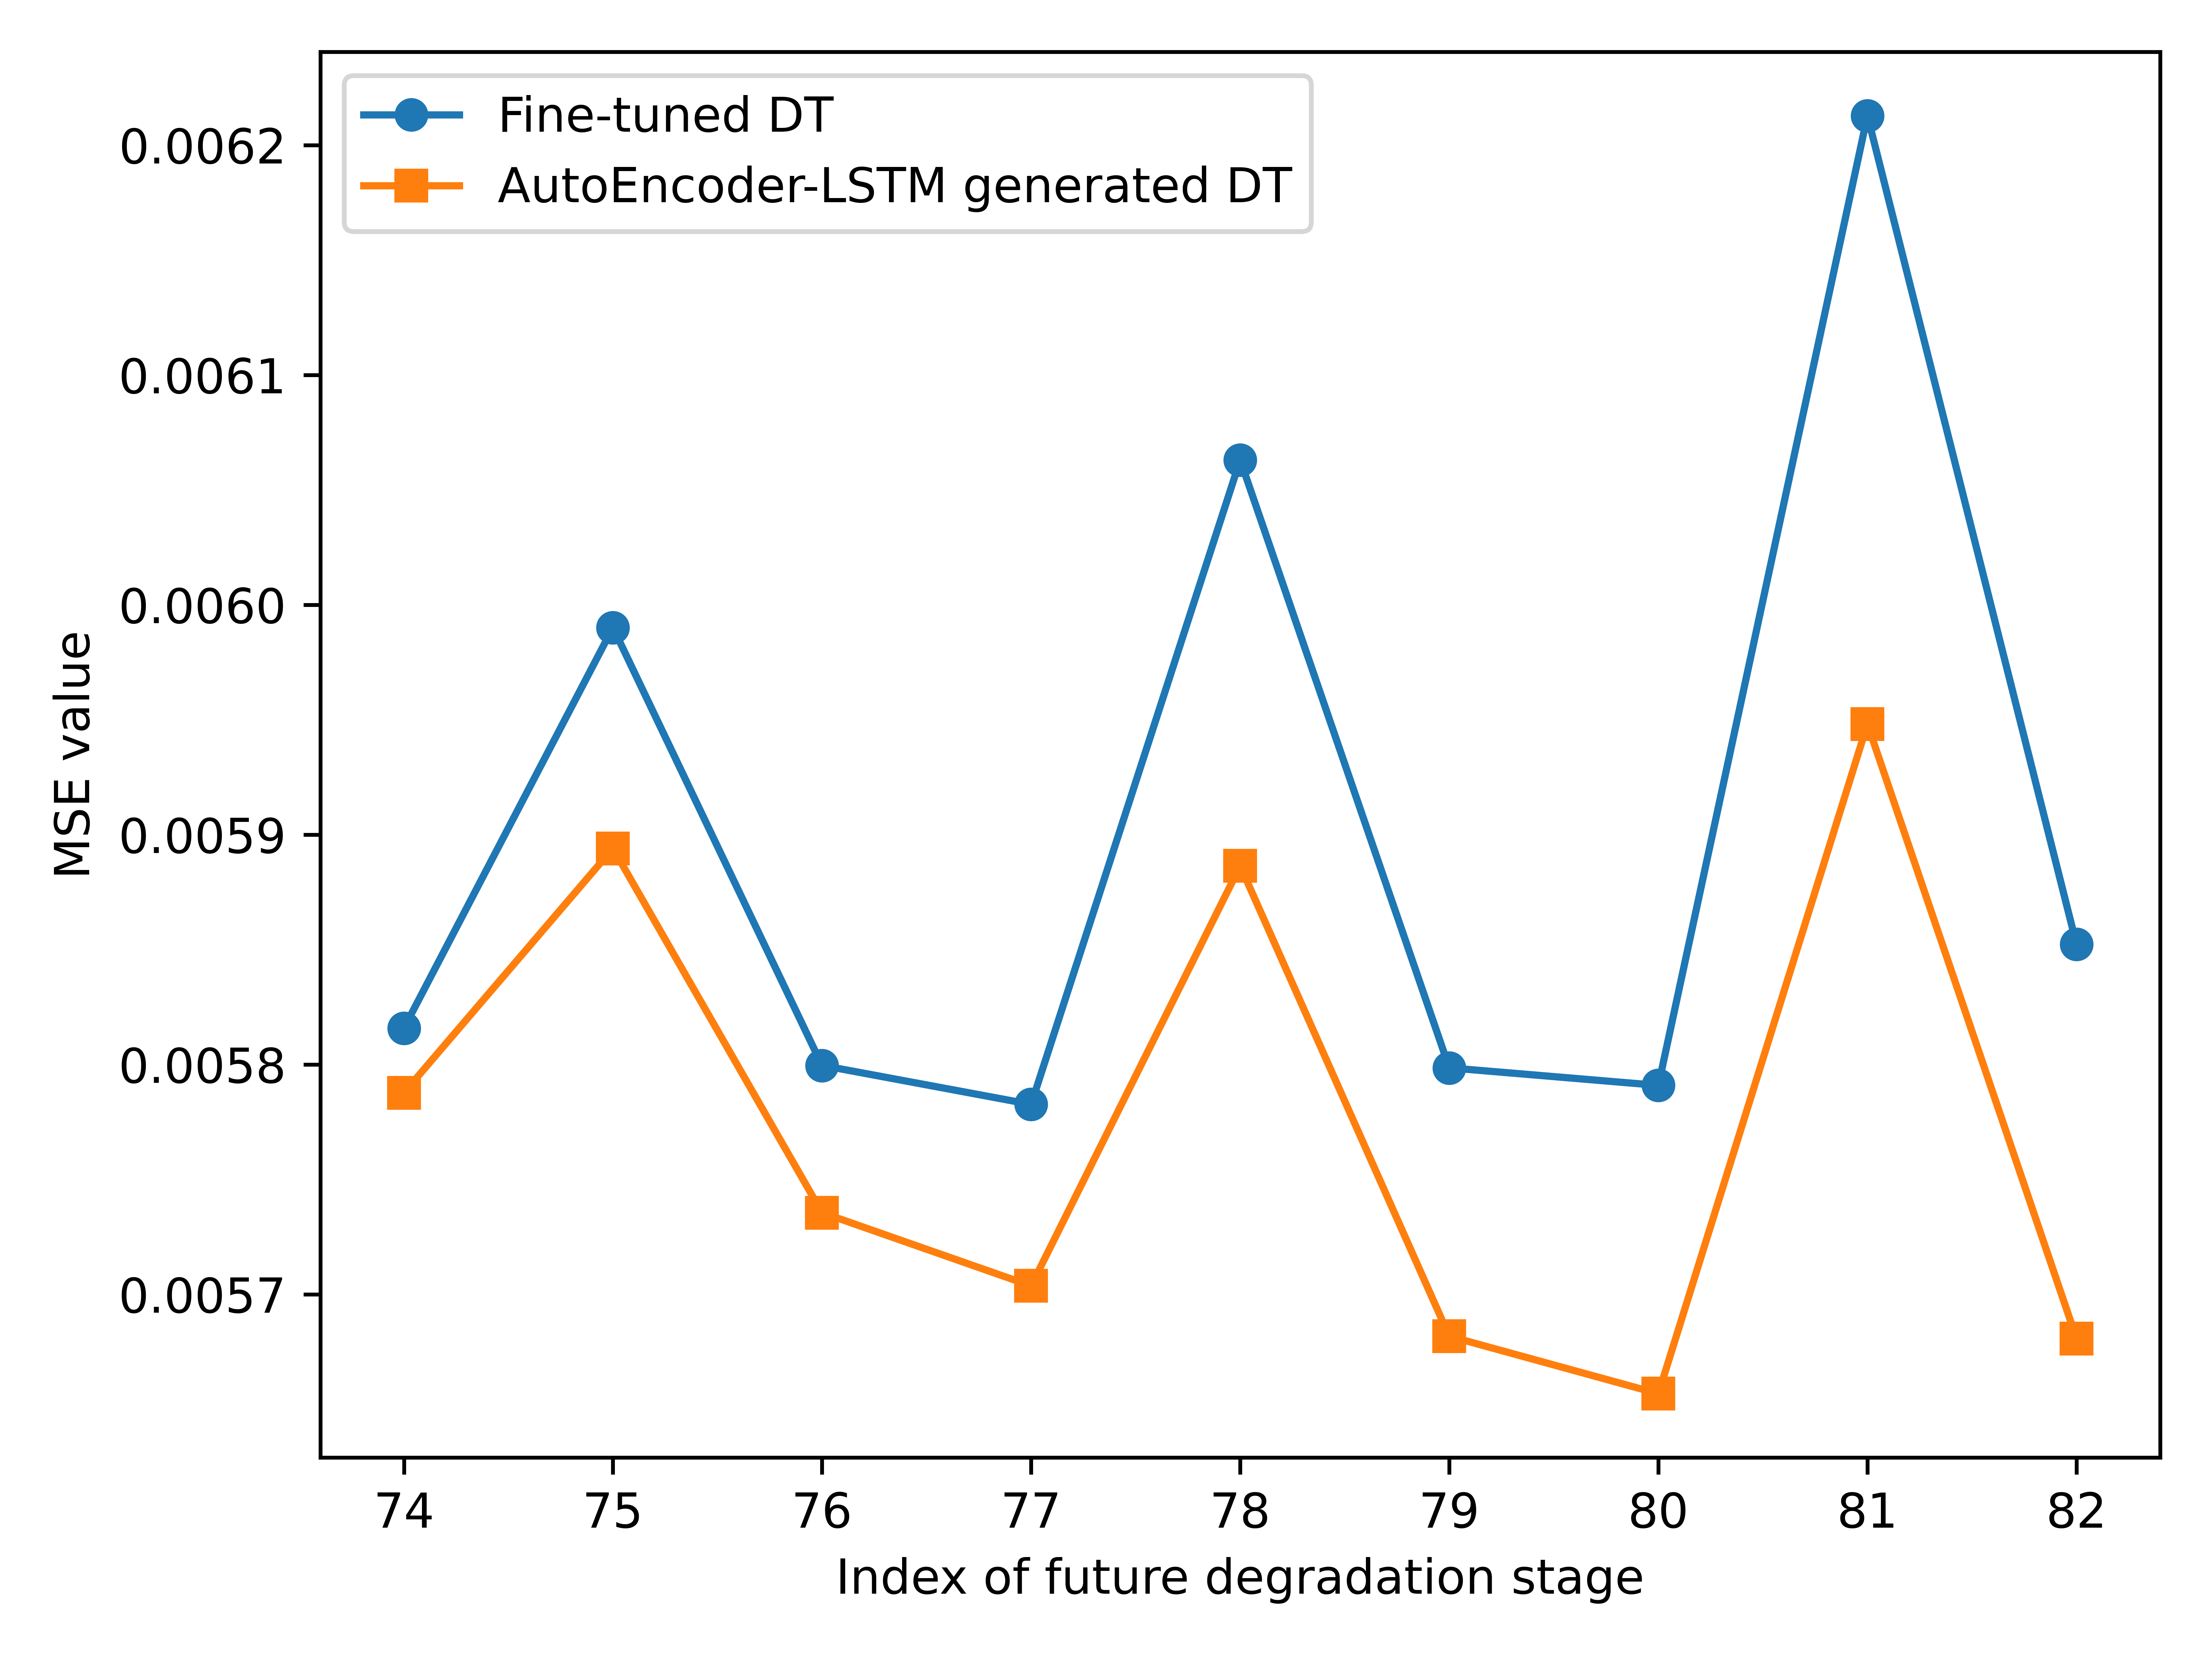 Fine-tuned DT
AutoEncoder-LSTM generated DT
0.0062
0.0061
0.0060
0.0059
0.0058
0.0057
MSE value
74 75 76 77 78 79 80 81 82
Index of future degradation stage